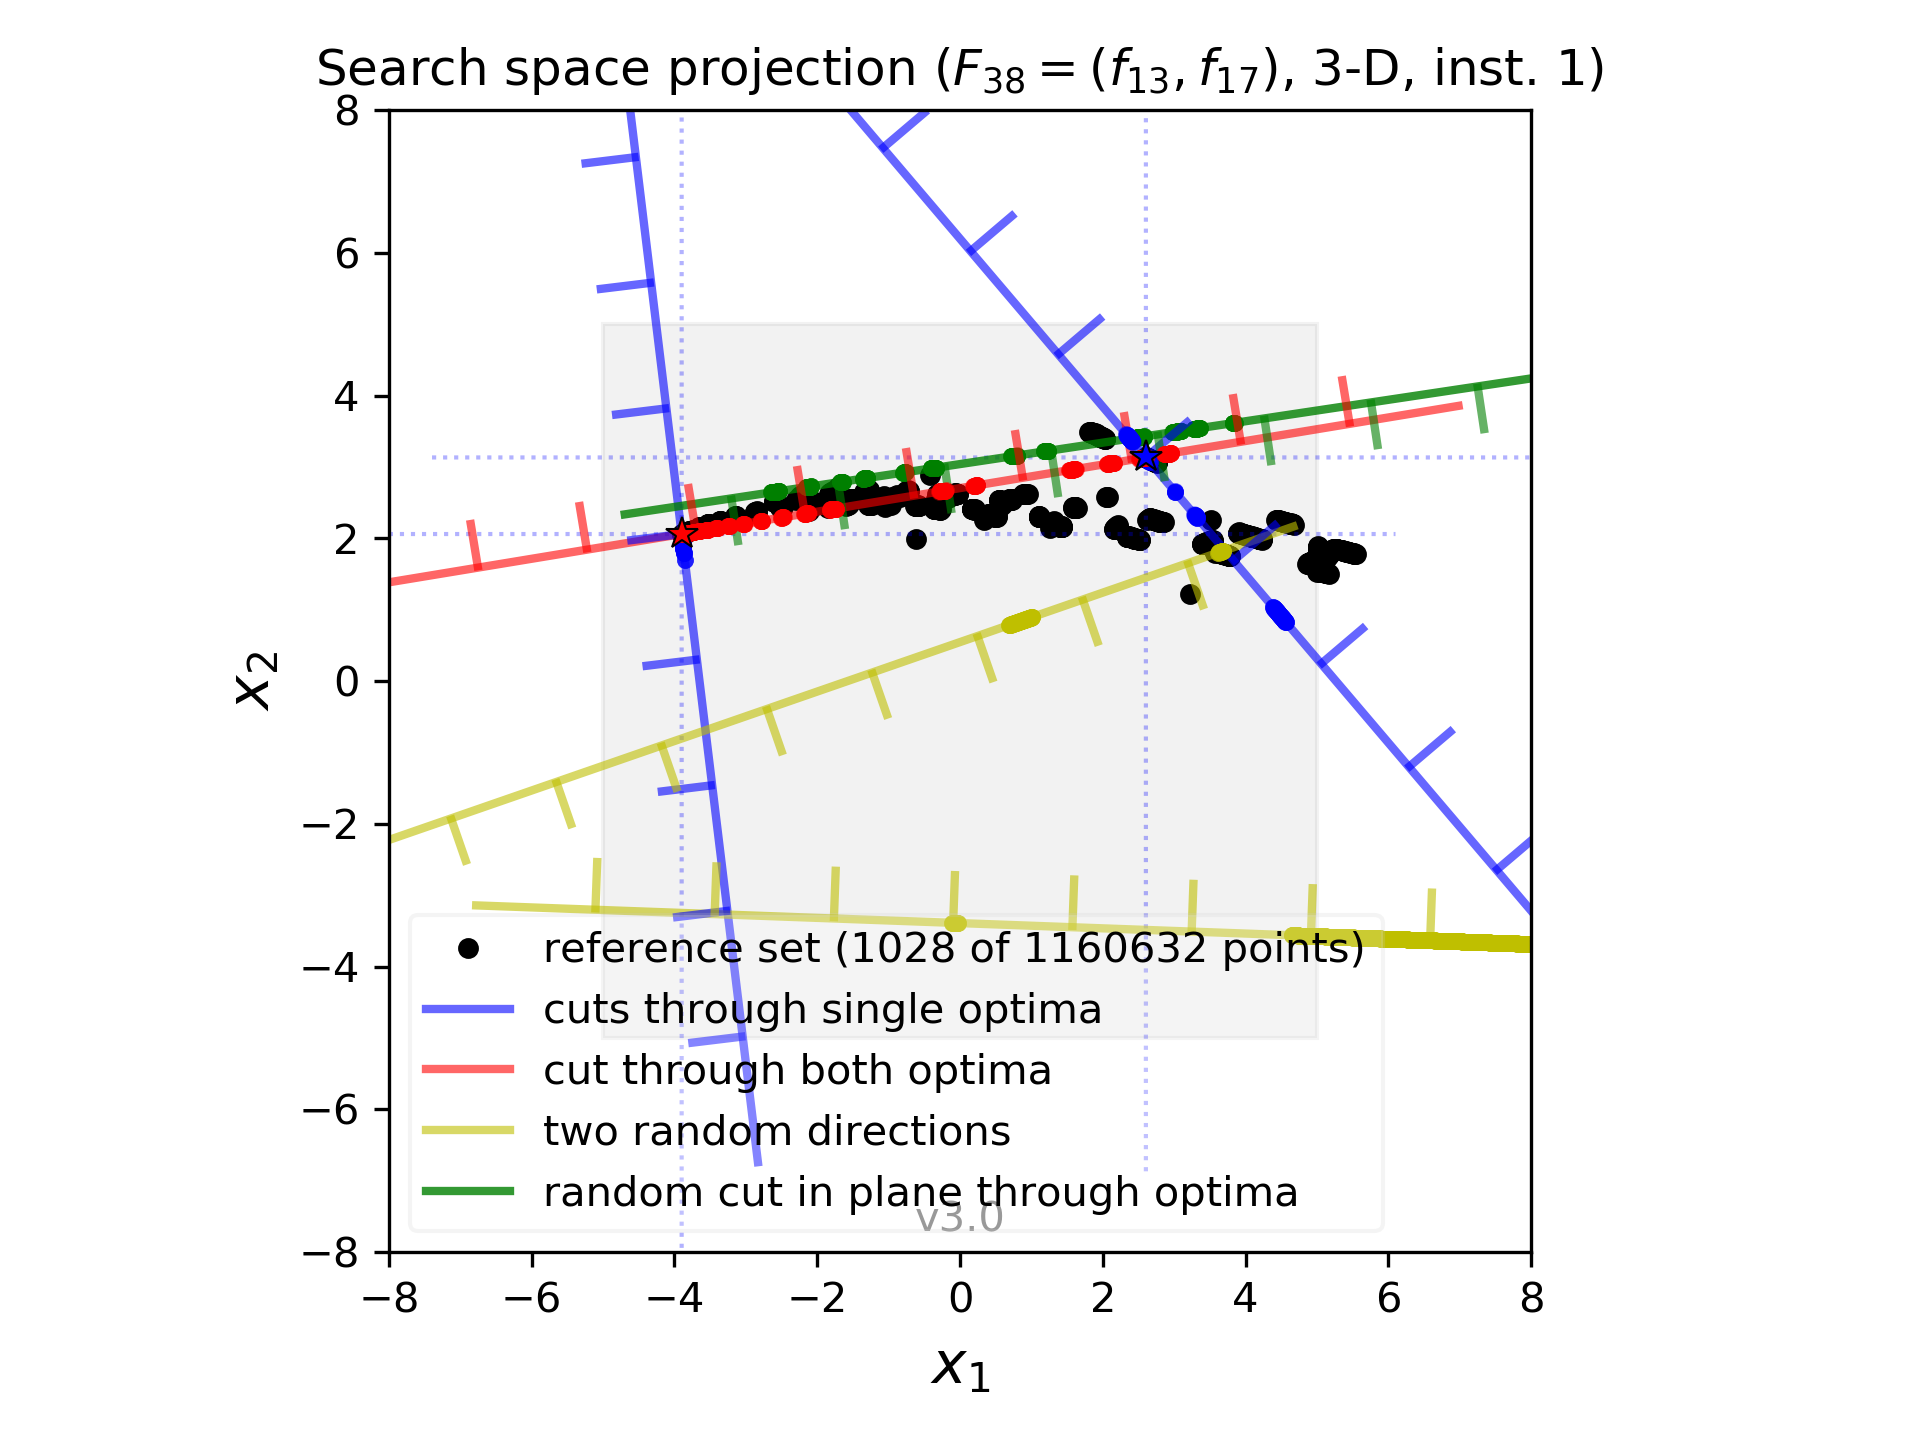 Search space projection (F₃₈ = (f₁₃, f₁₇), 3-D, inst. 1)
8
6
4
2
0
−2
−4
−6
−8
x₂
reference set (1028 of 1160632 points)
cuts through single optima
cut through both optima
two random directions
random cut in plane through optima
v3.0
−8 −6 −4 −2 0 2 4 6 8
x₁